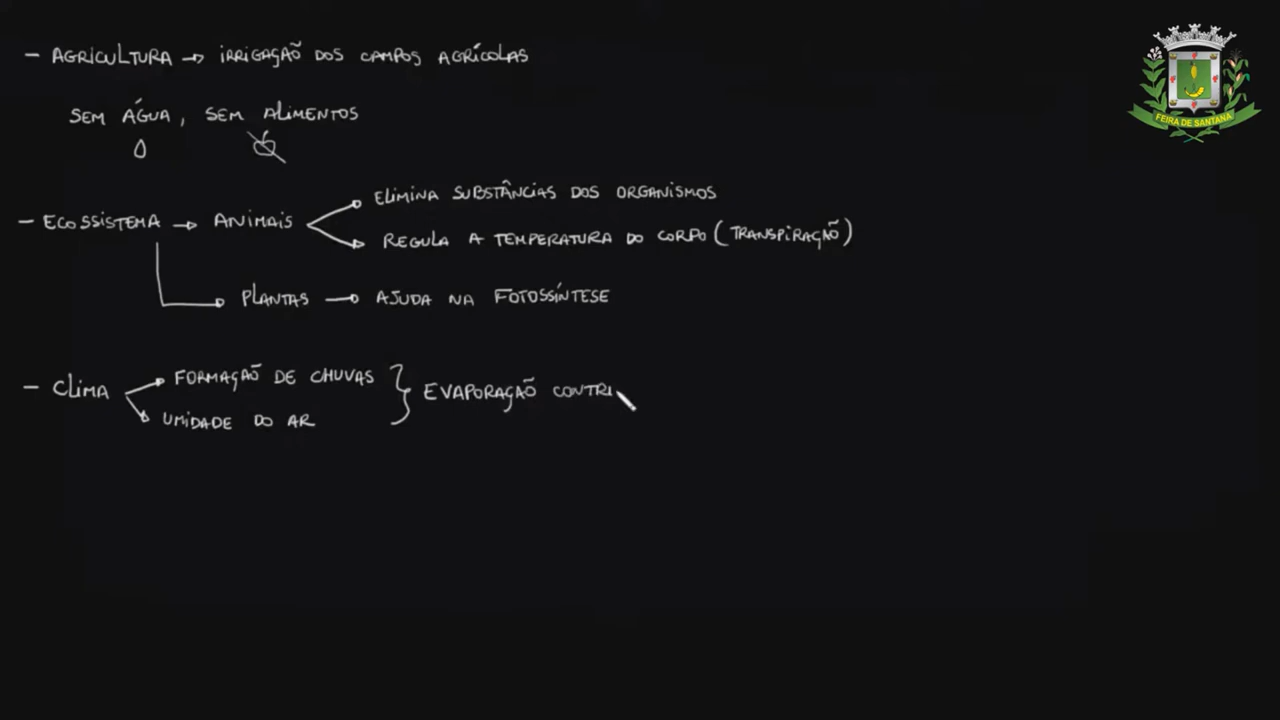 - AGRICULTURA → IRRIGAÇÃO DOS CAMPOS AGRÍCOLAS
SEM ÁGUA, SEM ALIMENTOS
- ECOSSISTEMA → ANIMAIS
ELIMINA SUBSTÂNCIAS DOS ORGANISMOS
REGULA A TEMPERATURA DO CORPO (TRANSPIRAÇÃO)
PLANTAS → AJUDA NA FOTOSSÍNTESE
- CLIMA
FORMAÇÃO DE CHUVAS
UMIDADE DO AR
} EVAPORAÇÃO CONTRI
FEIRA DE SANTANA